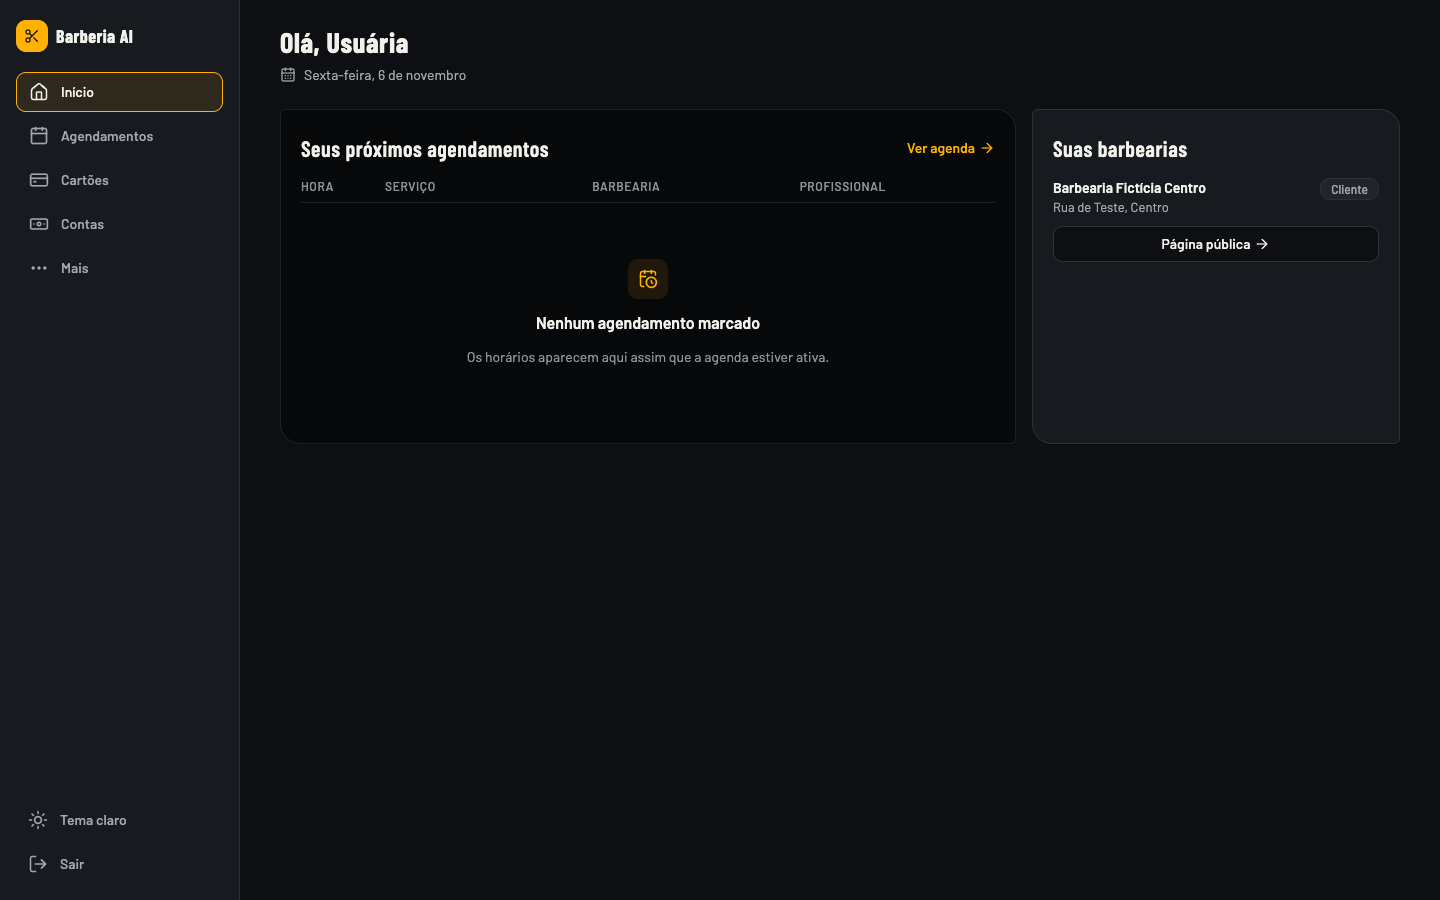 Barberia AI
Início
Agendamentos
Cartões
Contas
Mais
Tema claro
Sair
Olá, Usuária
Sexta-feira, 6 de novembro
Seus próximos agendamentos
Ver agenda
HORA SERVIÇO BARBEARIA PROFISSIONAL
Nenhum agendamento marcado
Os horários aparecem aqui assim que a agenda estiver ativa.
Suas barbearias
Barbearia Fictícia Centro
Cliente
Rua de Teste, Centro
Página pública